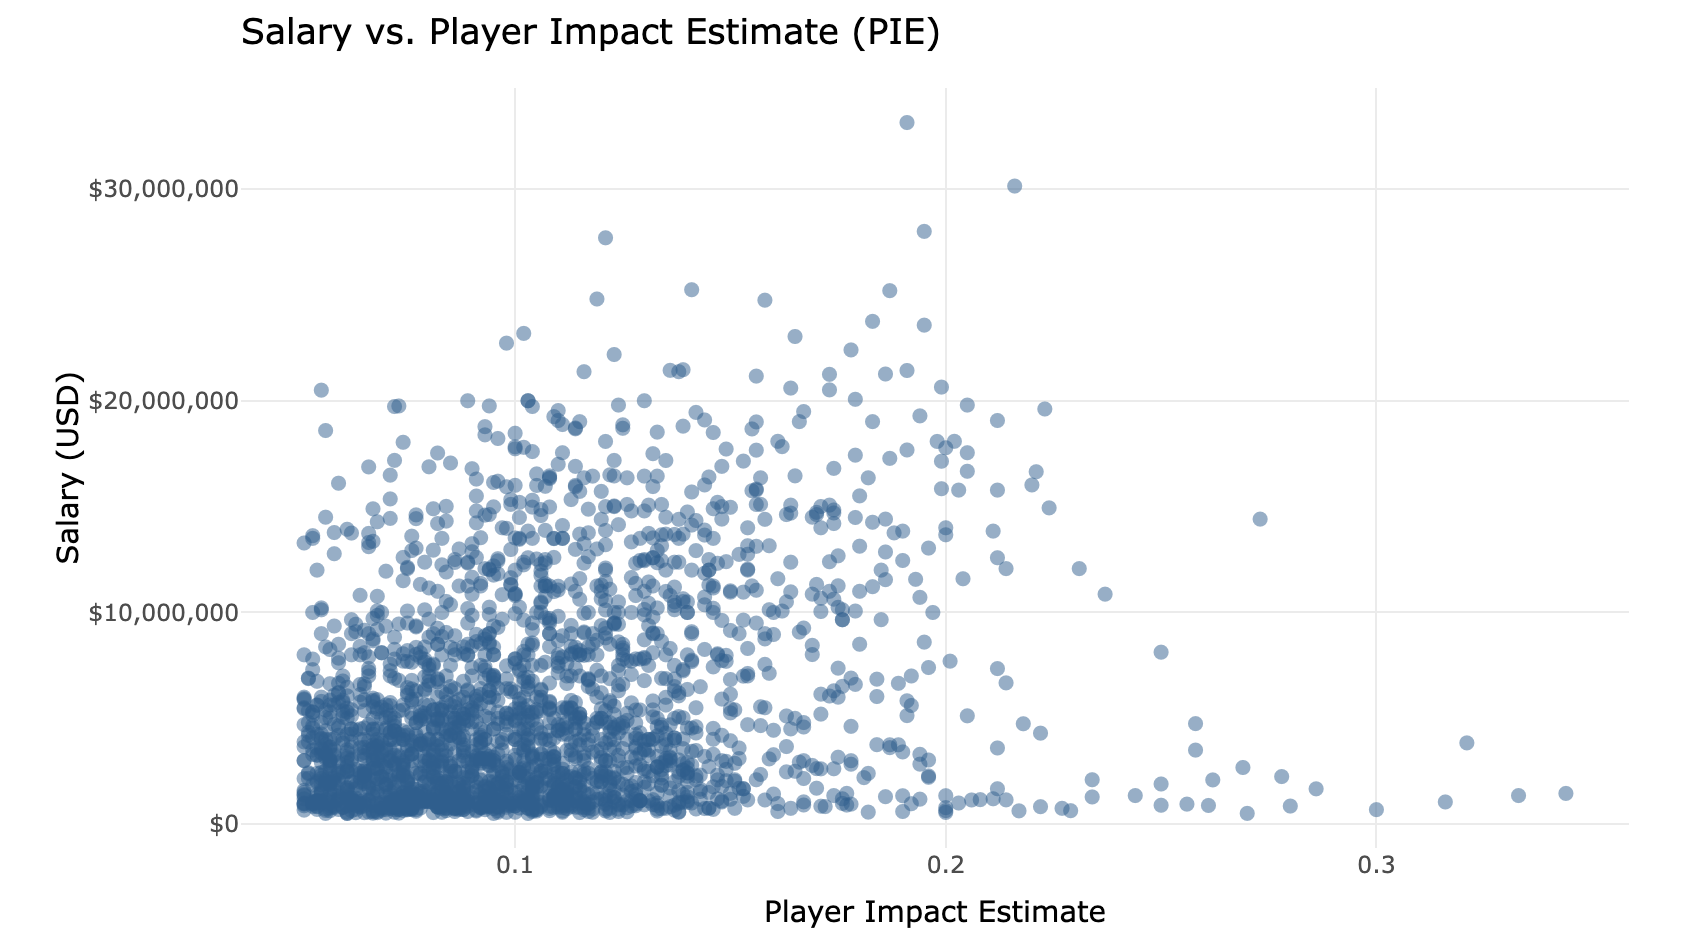 Salary vs. Player Impact Estimate (PIE)
Salary (USD)
$30,000,000
$20,000,000
$10,000,000
$0
0.1 0.2 0.3
Player Impact Estimate